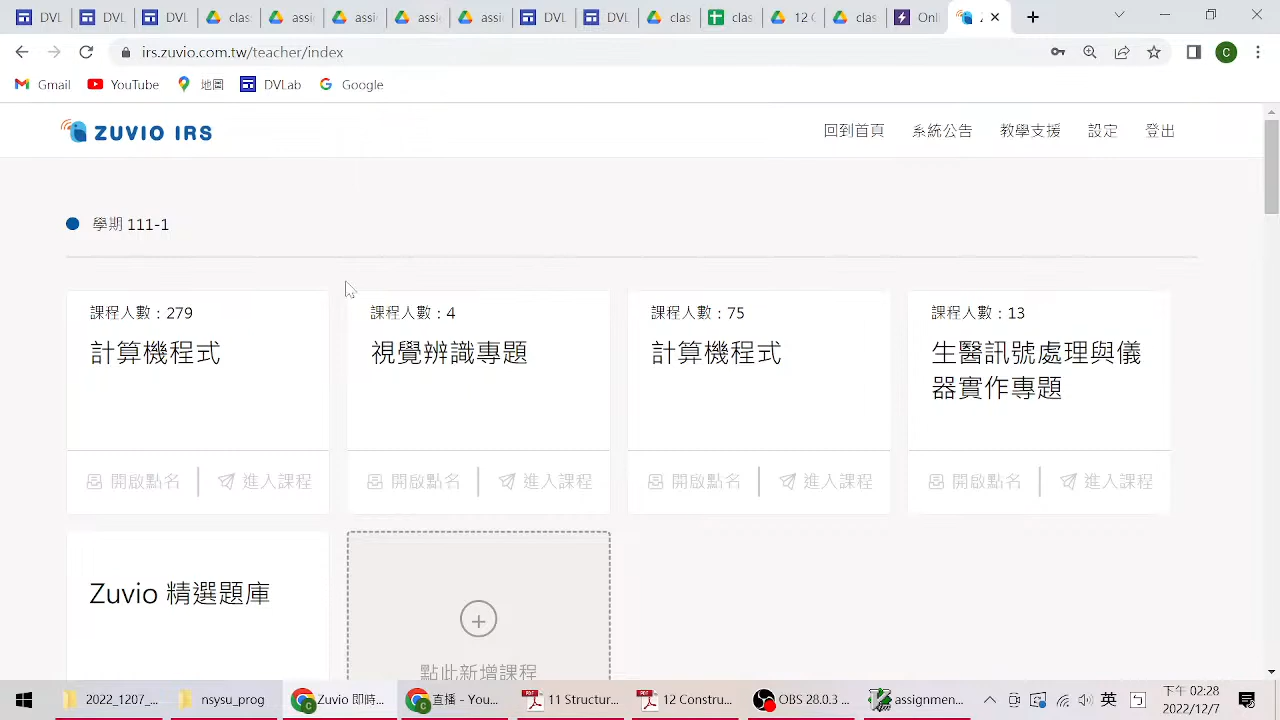 DVL
DVL
DVL
clas
assi
assi
assi
DVL
DVL
clas
clas
12.0
clas
Onl
irs.zuvio.com.tw/teacher/index
C
Gmail
YouTube
地圖
DVLab
Google
ZUVIO IRS
回到首頁
系統公告
教學支援
設定
登出
學期 111-1
課程人數：279
計算機程式
開啟點名
進入課程
課程人數：4
視覺辨識專題
開啟點名
進入課程
課程人數：75
計算機程式
開啟點名
進入課程
課程人數：13
生醫訊號處理與儀
器實作專題
開啟點名
進入課程
Zuvio 精選題庫
點此新增課程
2022_1207_
nsysu_prog
Zuvio 即時...
直播 - You...
11 Structur...
12 Constru...
OBS 28.0.3 ...
assignmen...
英
下午 02:28
2022/12/7